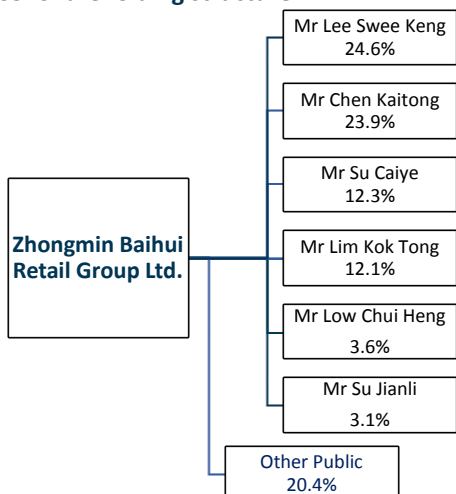 Mr Lee Swee Keng
24.6%
Mr Chen Kaitong
23.9%
Mr Su Caiye
12.3%
Zhongmin Baihui
Retail Group Ltd.
Mr Lim Kok Tong
12.1%
Mr Low Chui Heng
3.6%
Mr Su Jianli
3.1%
Other Public
20.4%